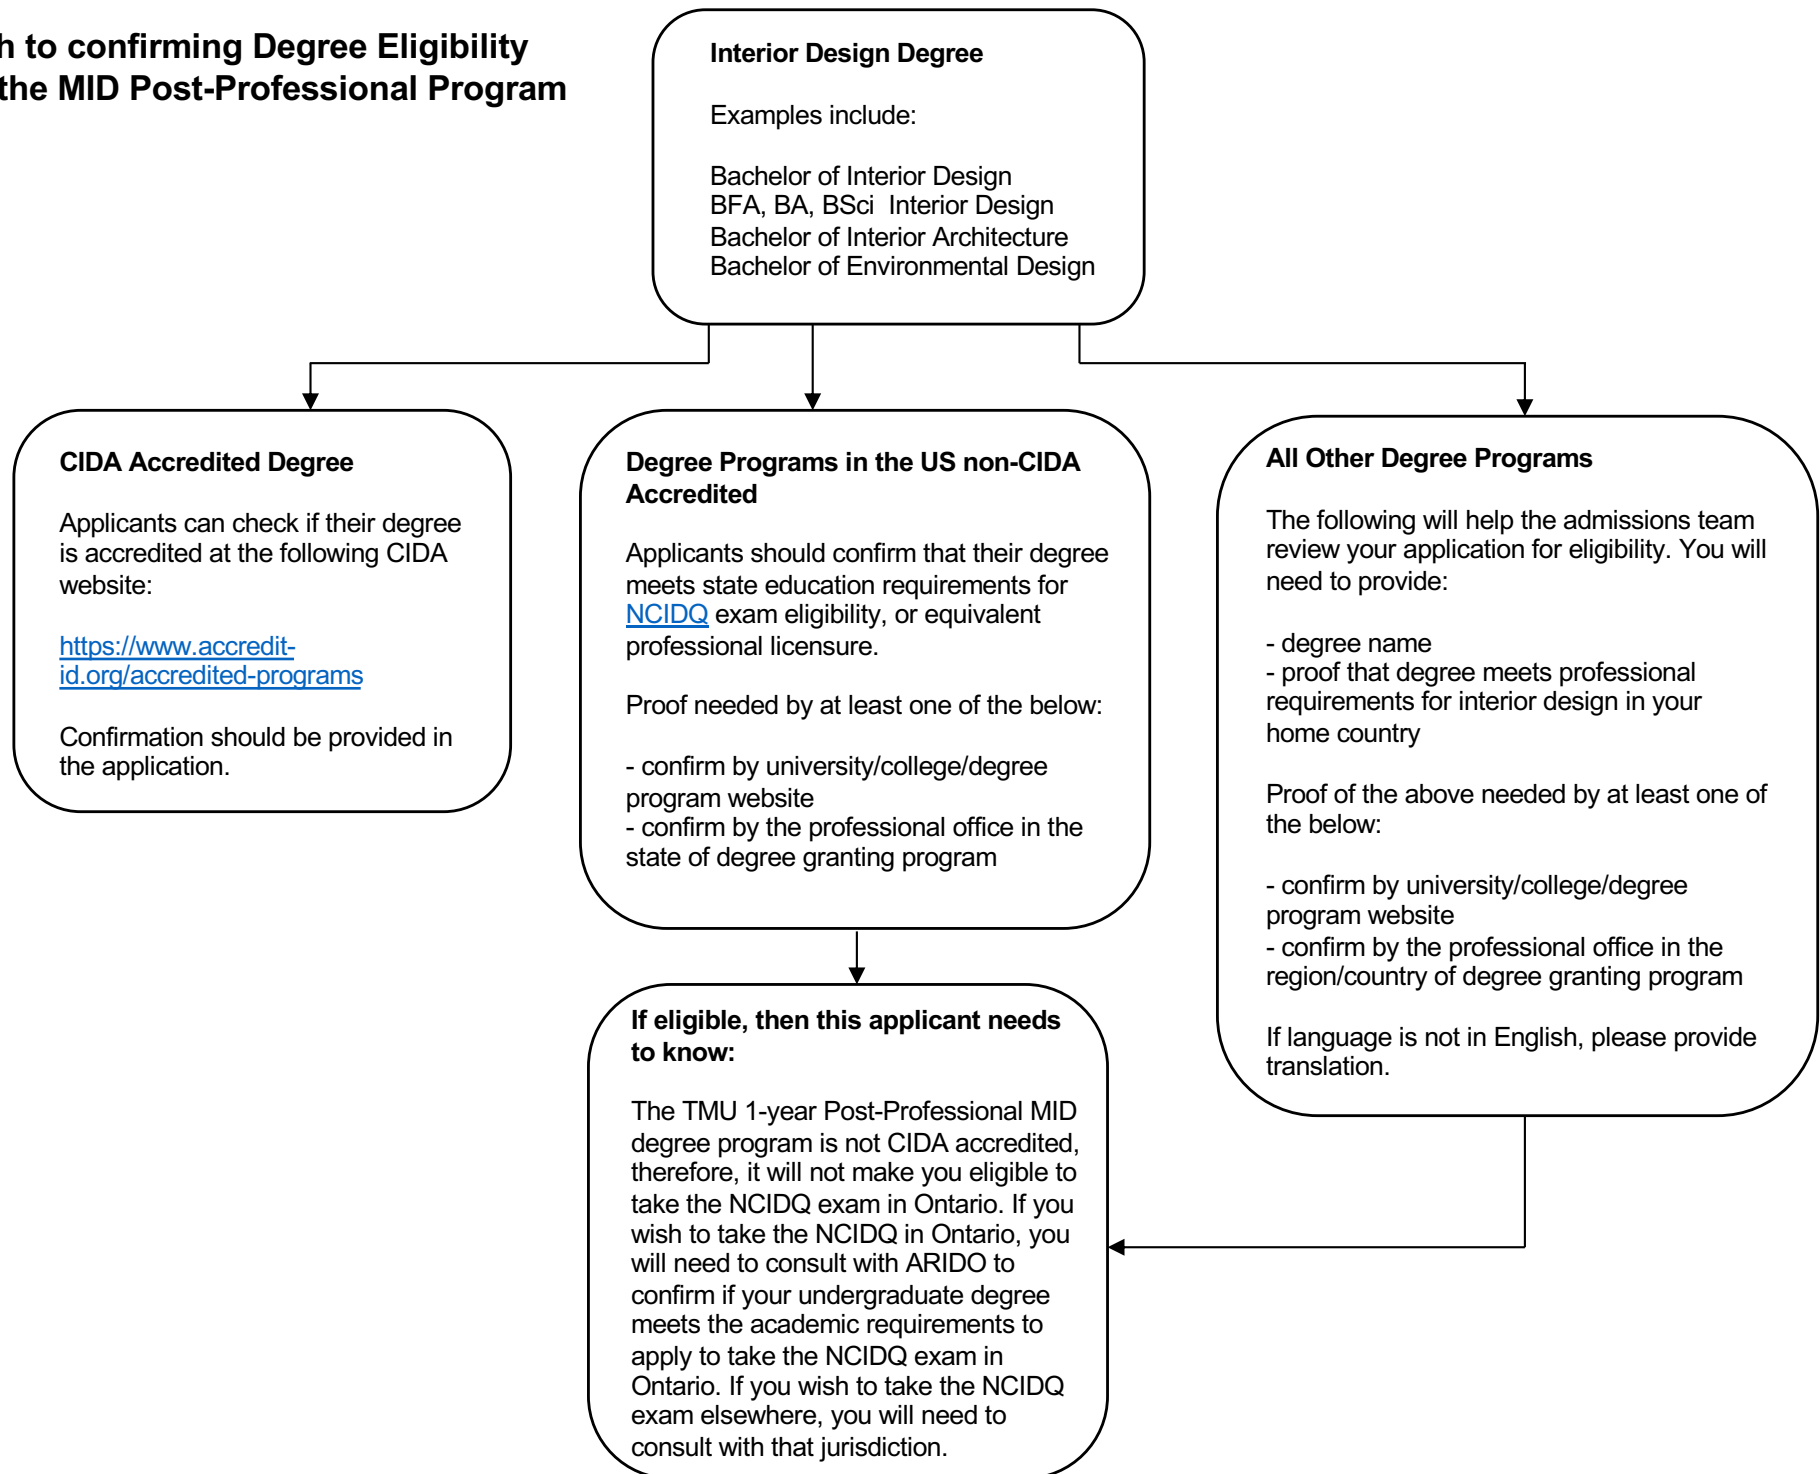 h to confirming Degree Eligibility
the MID Post-Professional Program
Interior Design Degree
Examples include:
Bachelor of Interior Design
BFA, BA, BSci  Interior Design
Bachelor of Interior Architecture
Bachelor of Environmental Design
CIDA Accredited Degree
Applicants can check if their degree
is accredited at the following CIDA
website:
https://www.accredit-
id.org/accredited-programs
Confirmation should be provided in
the application.
Degree Programs in the US non-CIDA
Accredited
Applicants should confirm that their degree
meets state education requirements for
NCIDQ exam eligibility, or equivalent
professional licensure.
Proof needed by at least one of the below:
- confirm by university/college/degree
program website
- confirm by the professional office in the
state of degree granting program
All Other Degree Programs
The following will help the admissions team
review your application for eligibility. You will
need to provide:
- degree name
- proof that degree meets professional
requirements for interior design in your
home country
Proof of the above needed by at least one of
the below:
- confirm by university/college/degree
program website
- confirm by the professional office in the
region/country of degree granting program
If language is not in English, please provide
translation.
If eligible, then this applicant needs
to know:
The TMU 1-year Post-Professional MID
degree program is not CIDA accredited,
therefore, it will not make you eligible to
take the NCIDQ exam in Ontario. If you
wish to take the NCIDQ in Ontario, you
will need to consult with ARIDO to
confirm if your undergraduate degree
meets the academic requirements to
apply to take the NCIDQ exam in
Ontario. If you wish to take the NCIDQ
exam elsewhere, you will need to
consult with that jurisdiction.